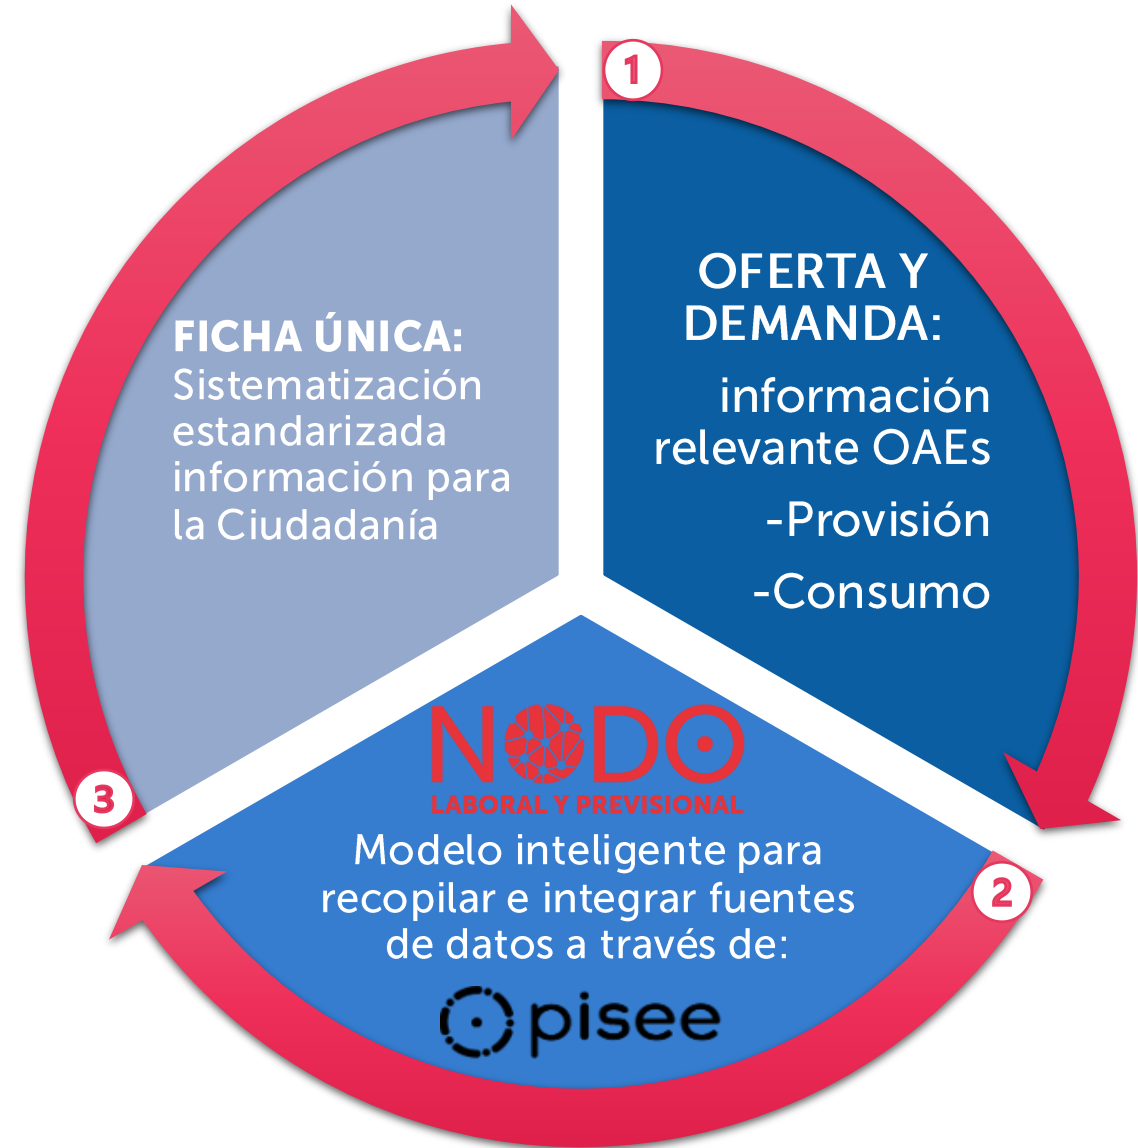 1
OFERTA Y
DEMANDA:
información
relevante OAEs
-Provisión
-Consumo
2
NODO
LABORAL Y PREVISIONAL
Modelo inteligente para
recopilar e integrar fuentes
de datos a través de:
pisee
3
FICHA ÚNICA:
Sistematización
estandarizada
información para
la Ciudadanía